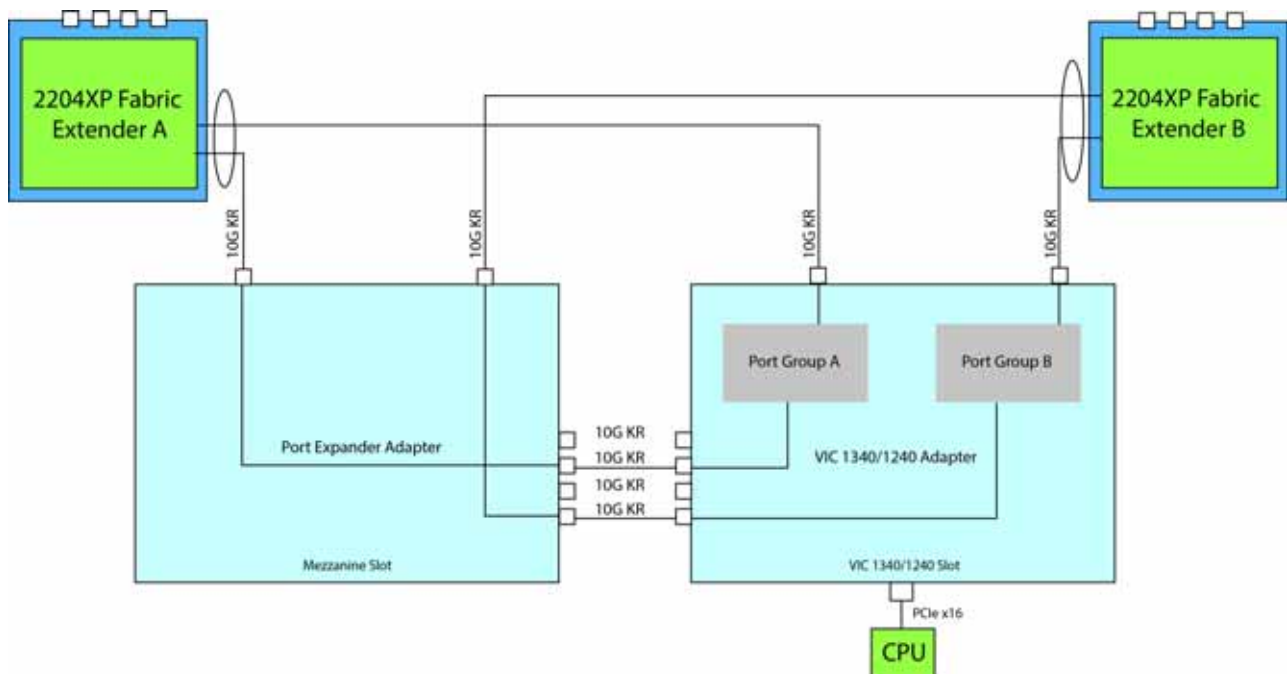 2204XP Fabric
Extender A
2204XP Fabric
Extender B
10G KR
10G KR
10G KR
10G KR
Port Group A
Port Group B
Port Expander Adapter
10G KR
10G KR
10G KR
10G KR
VIC 1340/1240 Adapter
Mezzanine Slot
VIC 1340/1240 Slot
PCIe x16
CPU